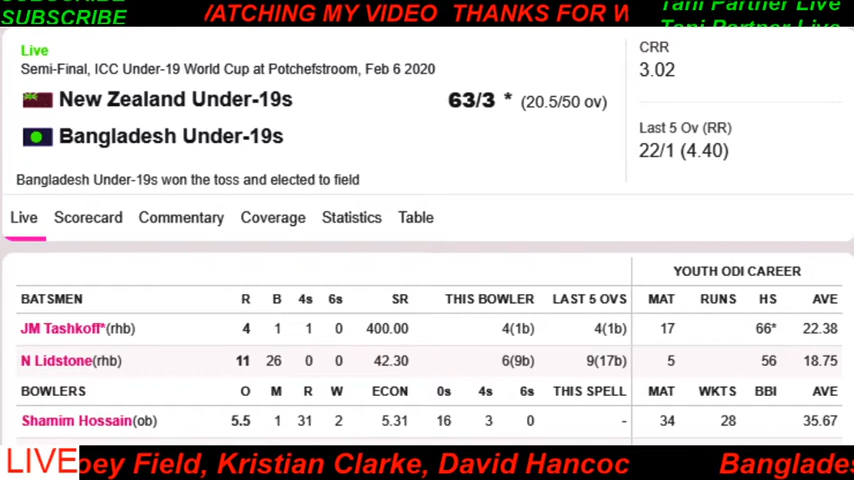 SUBSCRIBE
SUBSCRIBE
WATCHING MY VIDEO THANKS FOR W
Tani Partner Live
Live
Semi-Final, ICC Under-19 World Cup at Potchefstroom, Feb 6 2020
New Zealand Under-19s 63/3 * (20.5/50 ov)
Bangladesh Under-19s
Bangladesh Under-19s won the toss and elected to field
CRR
3.02
Last 5 Ov (RR)
22/1 (4.40)
Live Scorecard Commentary Coverage Statistics Table
YOUTH ODI CAREER
BATSMEN R B 4s 6s SR THIS BOWLER LAST 5 OVS MAT RUNS HS AVE
JM Tashkoff*(rhb) 4 1 1 0 400.00 4(1b) 4(1b) 17 66* 22.38
N Lidstone(rhb) 11 26 0 0 42.30 6(9b) 9(17b) 5 56 18.75
BOWLERS O M R W ECON 0s 4s 6s THIS SPELL MAT WKTS BBI AVE
Shamim Hossain(ob) 5.5 1 31 2 5.31 16 3 0 - 34 28 35.67
LIVE oey Field, Kristian Clarke, David Hancoc Banglades